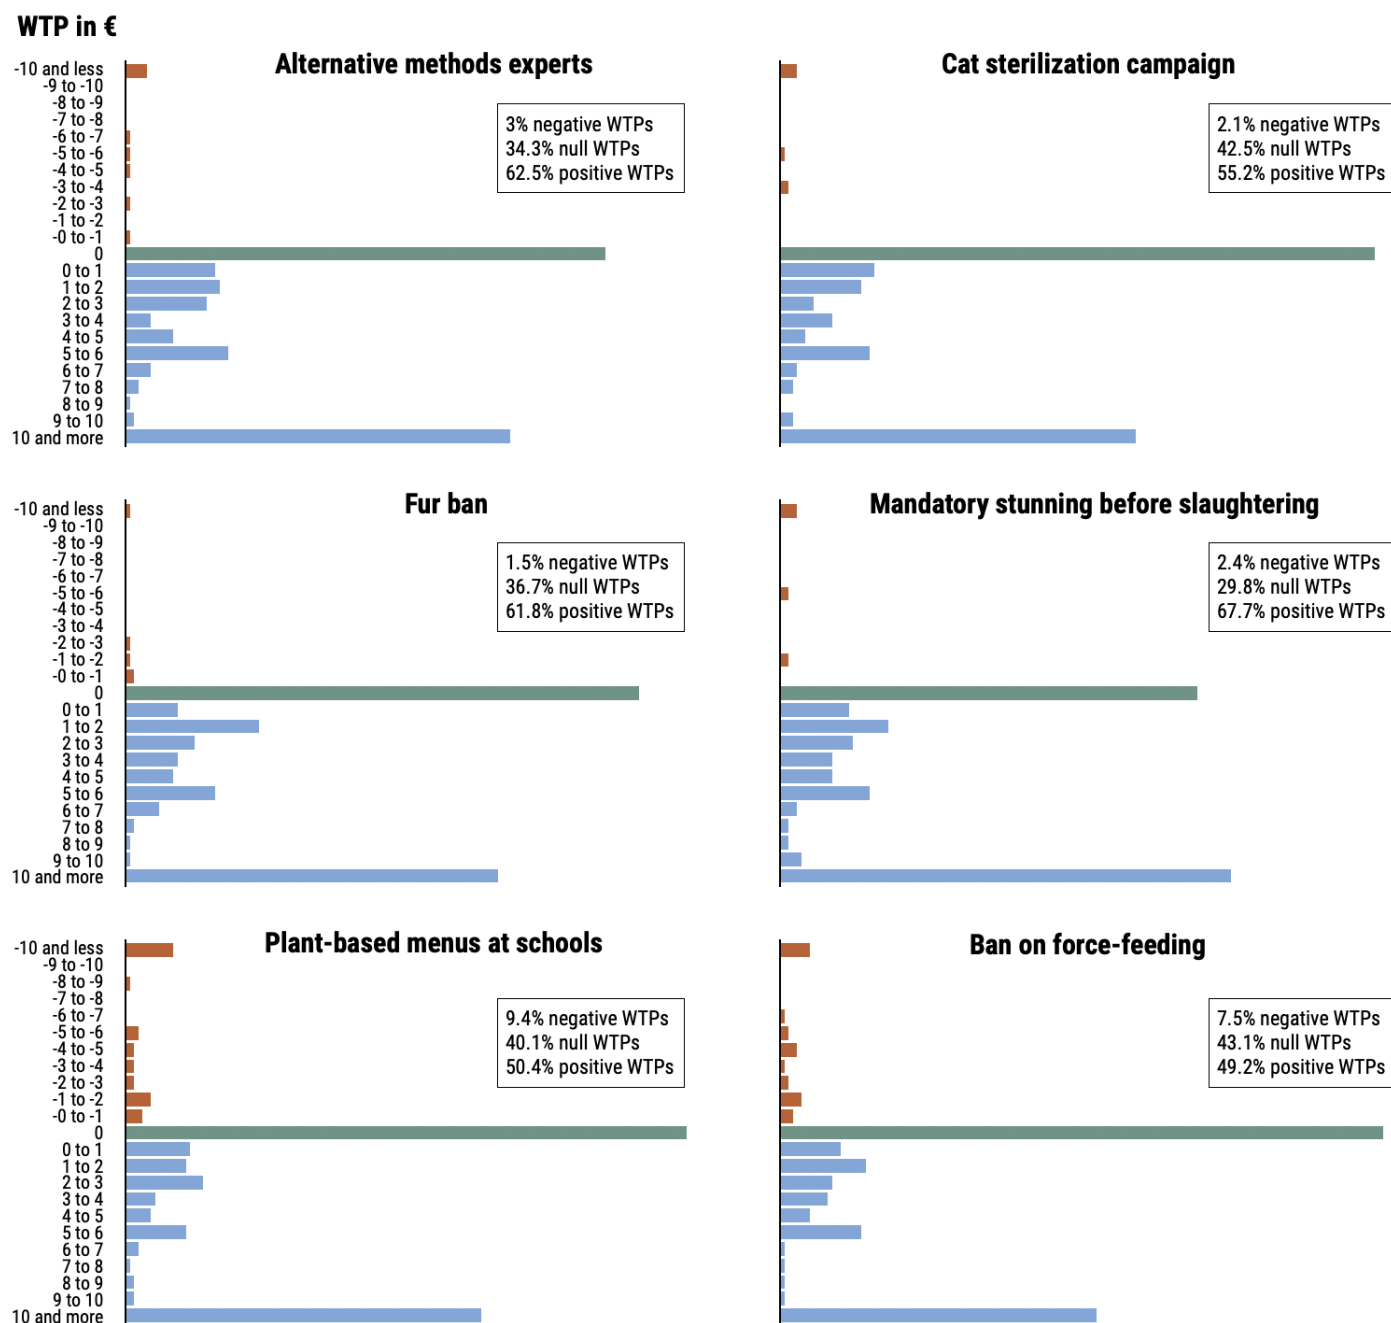 WTP in €
Alternative methods experts
-10 and less
-9 to -10
-8 to -9
-7 to -8
-6 to -7
-5 to -6
-4 to -5
-3 to -4
-2 to -3
-1 to -2
-0 to -1
0
0 to 1
1 to 2
2 to 3
3 to 4
4 to 5
5 to 6
6 to 7
7 to 8
8 to 9
9 to 10
10 and more
3% negative WTPs
34.3% null WTPs
62.5% positive WTPs
Cat sterilization campaign
2.1% negative WTPs
42.5% null WTPs
55.2% positive WTPs
Fur ban
-10 and less
-9 to -10
-8 to -9
-7 to -8
-6 to -7
-5 to -6
-4 to -5
-3 to -4
-2 to -3
-1 to -2
-0 to -1
0
0 to 1
1 to 2
2 to 3
3 to 4
4 to 5
5 to 6
6 to 7
7 to 8
8 to 9
9 to 10
10 and more
1.5% negative WTPs
36.7% null WTPs
61.8% positive WTPs
Mandatory stunning before slaughtering
2.4% negative WTPs
29.8% null WTPs
67.7% positive WTPs
Plant-based menus at schools
-10 and less
-9 to -10
-8 to -9
-7 to -8
-6 to -7
-5 to -6
-4 to -5
-3 to -4
-2 to -3
-1 to -2
-0 to -1
0
0 to 1
1 to 2
2 to 3
3 to 4
4 to 5
5 to 6
6 to 7
7 to 8
8 to 9
9 to 10
10 and more
9.4% negative WTPs
40.1% null WTPs
50.4% positive WTPs
Ban on force-feeding
7.5% negative WTPs
43.1% null WTPs
49.2% positive WTPs